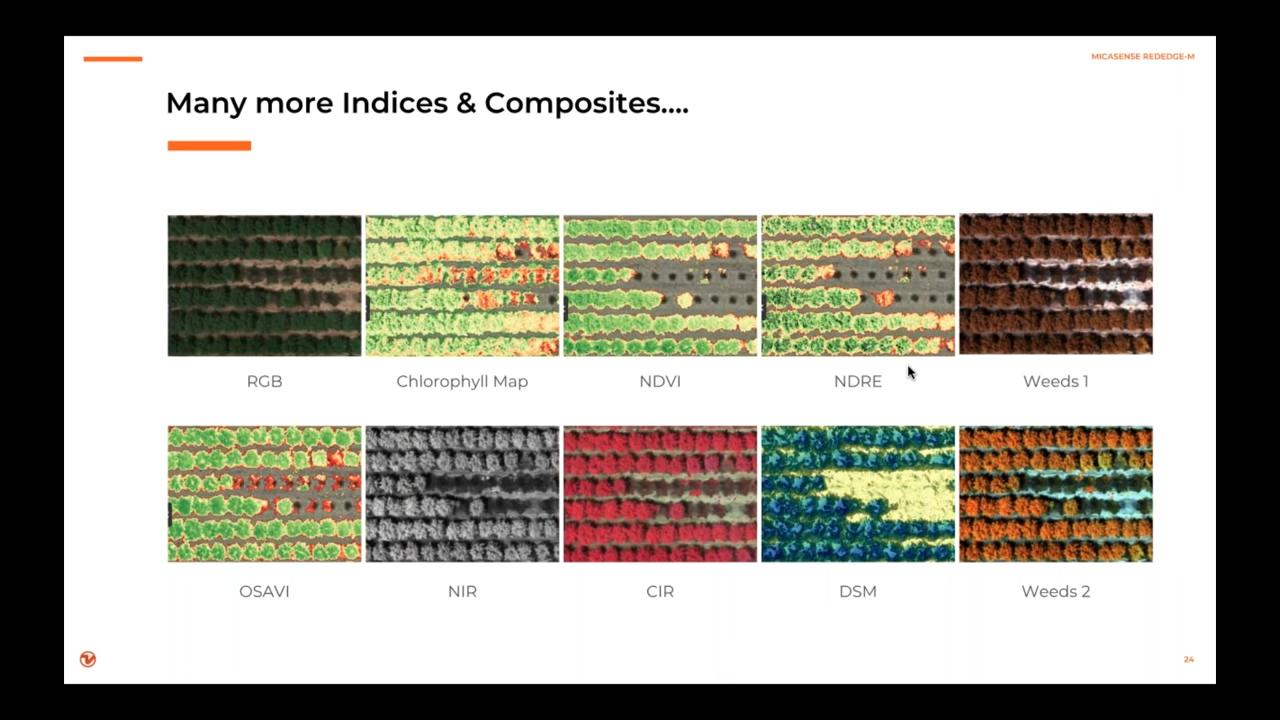 MICASENSE REDEDGE-M
Many more Indices & Composites....
RGB
Chlorophyll Map
NDVI
NDRE
Weeds 1
OSAVI
NIR
CIR
DSM
Weeds 2
24